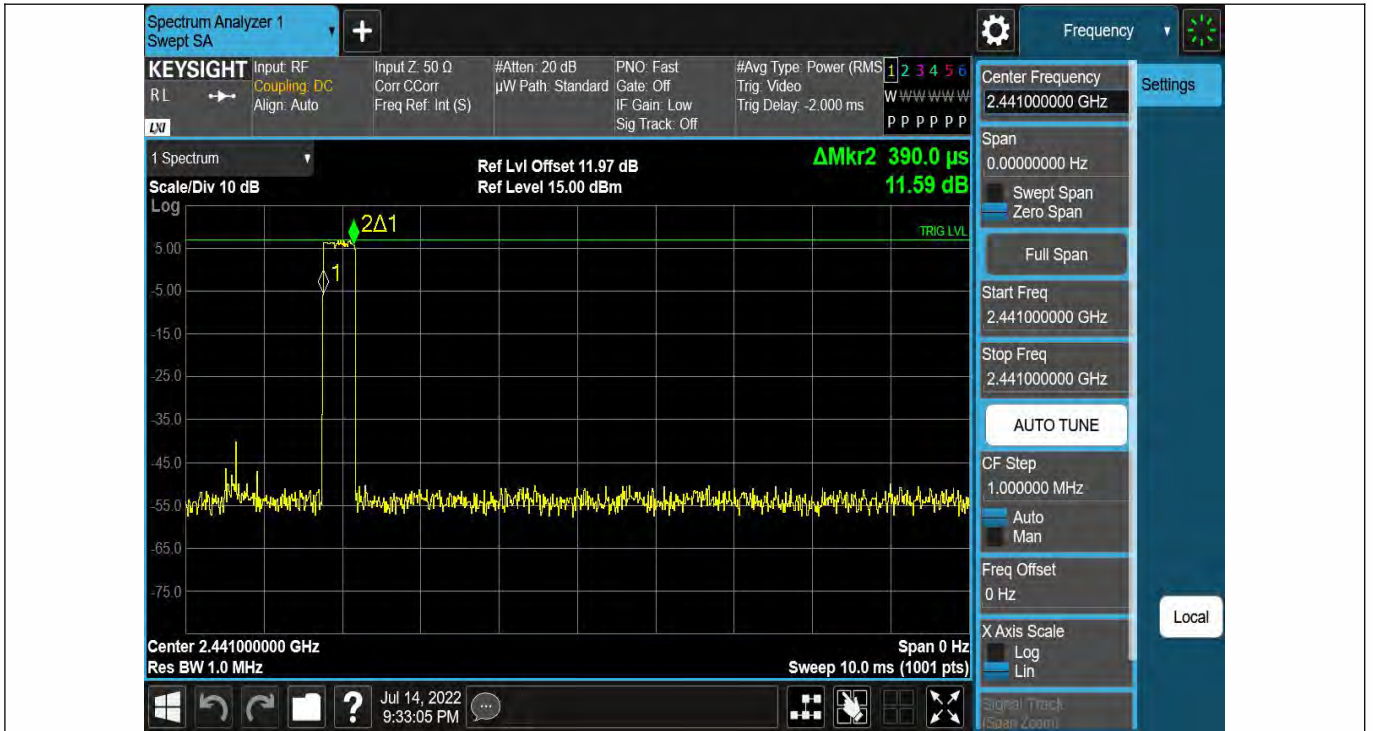 Spectrum Analyzer 1
Swept SA
Frequency
KEYSIGHT
R L
LXI
Input: RF
Coupling: DC
Align: Auto
Input Z: 50 Ω
Corr CCorr
Freq Ref: Int (S)
#Atten: 20 dB
µW Path: Standard
PNO: Fast
Gate: Off
IF Gain: Low
Sig Track: Off
#Avg Type: Power (RMS
Trig: Video
Trig Delay: -2.000 ms
1 2 3 4 5 6
W W W W W W
P P P P P P
1 Spectrum
Scale/Div 10 dB
Log
Ref Lvl Offset 11.97 dB
Ref Level 15.00 dBm
ΔMkr2 390.0 µs
11.59 dB
2Δ1
1
TRIG LVL
5.00
-5.00
-15.0
-25.0
-35.0
-45.0
-55.0
-65.0
-75.0
Center 2.441000000 GHz
Res BW 1.0 MHz
Span 0 Hz
Sweep 10.0 ms (1001 pts)
Center Frequency
2.441000000 GHz
Settings
Span
0.00000000 Hz
Swept Span
Zero Span
Full Span
Start Freq
2.441000000 GHz
Stop Freq
2.441000000 GHz
AUTO TUNE
CF Step
1.000000 MHz
Auto
Man
Freq Offset
0 Hz
X Axis Scale
Log
Lin
Signal Track
(Span Zoom)
Local
?
Jul 14, 2022
9:33:05 PM